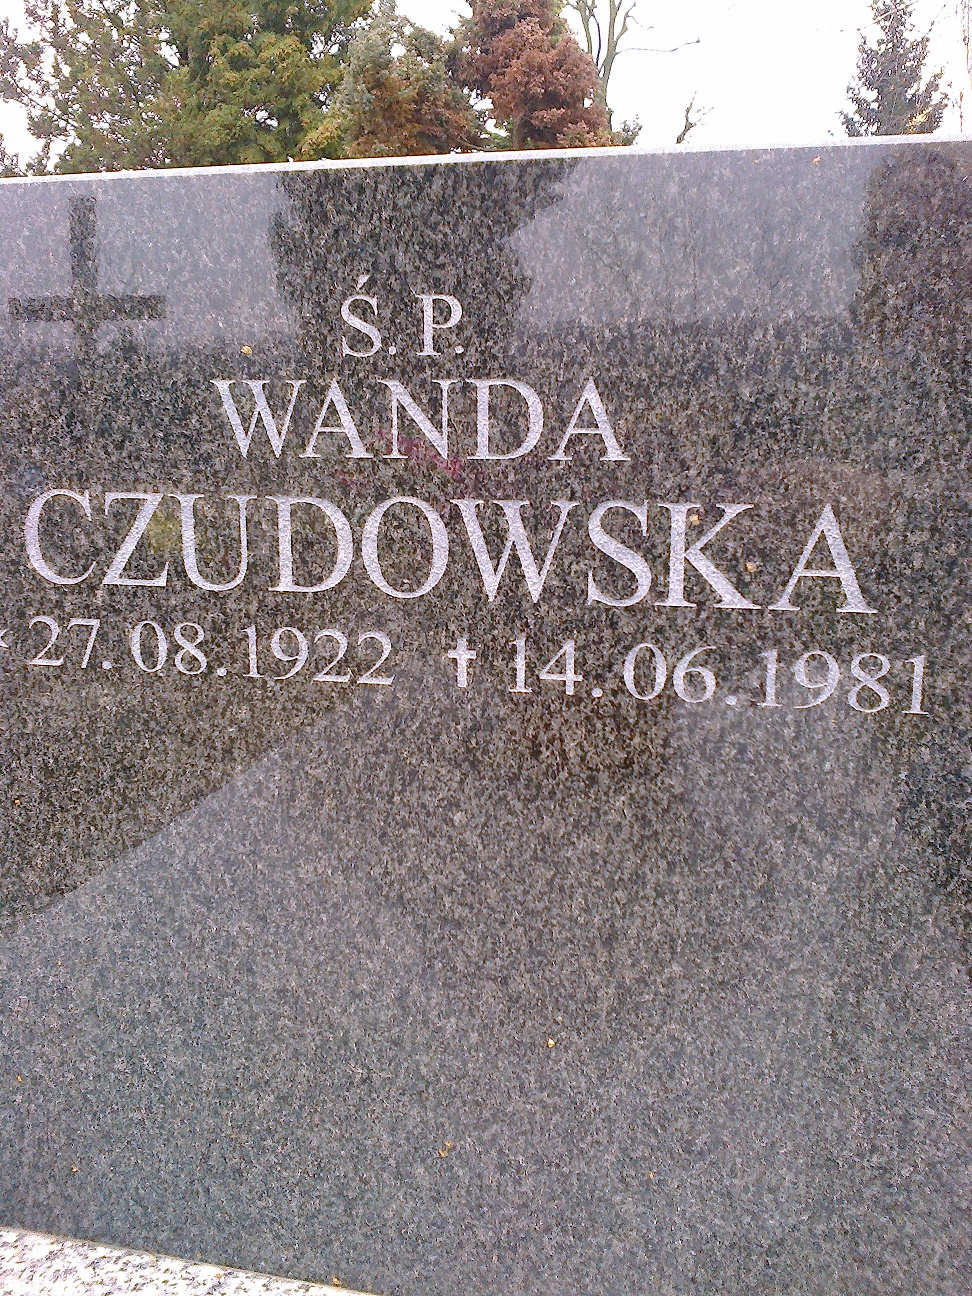 Ś.P.
WANDA
CZUDOWSKA
* 27.08.1922 ✝ 14.06.1981